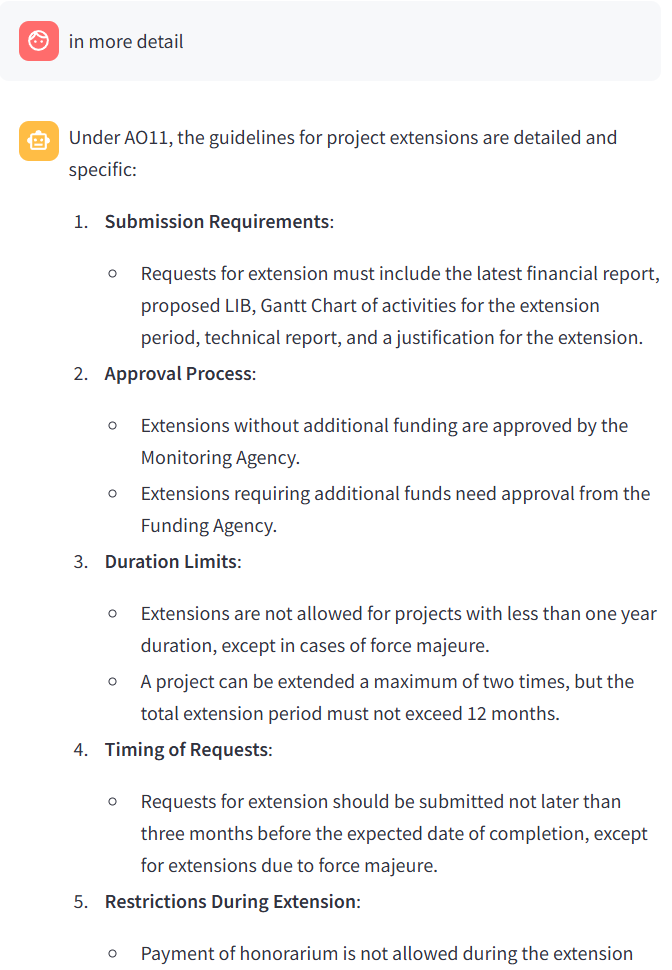 in more detail
Under AO11, the guidelines for project extensions are detailed and
specific:
1. Submission Requirements:
Requests for extension must include the latest financial report,
proposed LIB, Gantt Chart of activities for the extension
period, technical report, and a justification for the extension.
2. Approval Process:
Extensions without additional funding are approved by the
Monitoring Agency.
Extensions requiring additional funds need approval from the
Funding Agency.
3. Duration Limits:
Extensions are not allowed for projects with less than one year
duration, except in cases of force majeure.
A project can be extended a maximum of two times, but the
total extension period must not exceed 12 months.
4. Timing of Requests:
Requests for extension should be submitted not later than
three months before the expected date of completion, except
for extensions due to force majeure.
5. Restrictions During Extension:
Payment of honorarium is not allowed during the extension